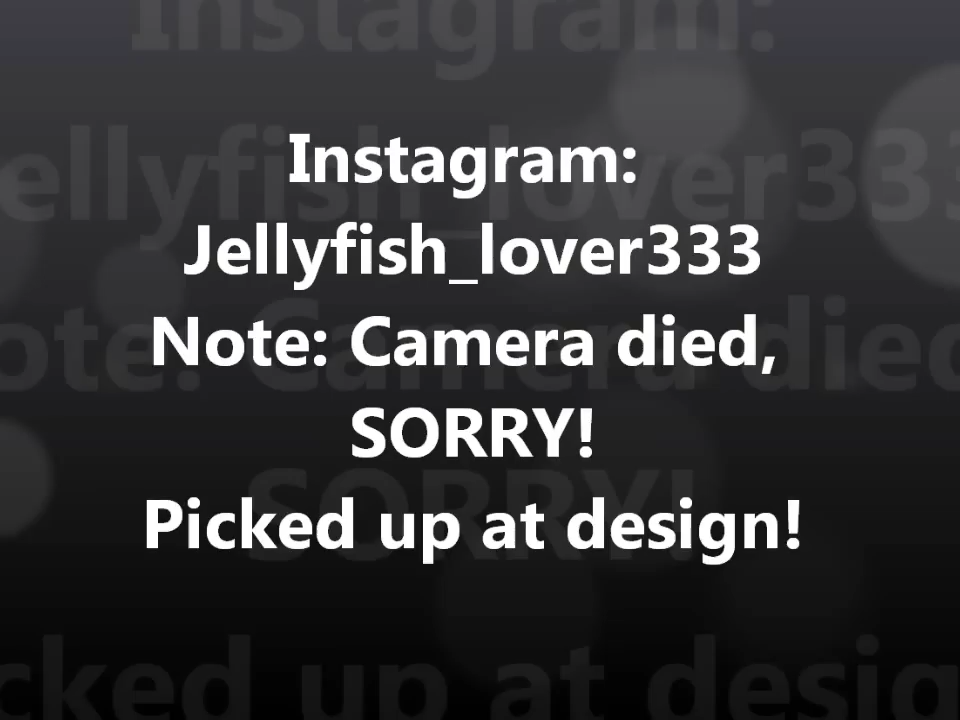 Instagram:
Jellyfish_lover333
Note: Camera died,
SORRY!
Picked up at design!